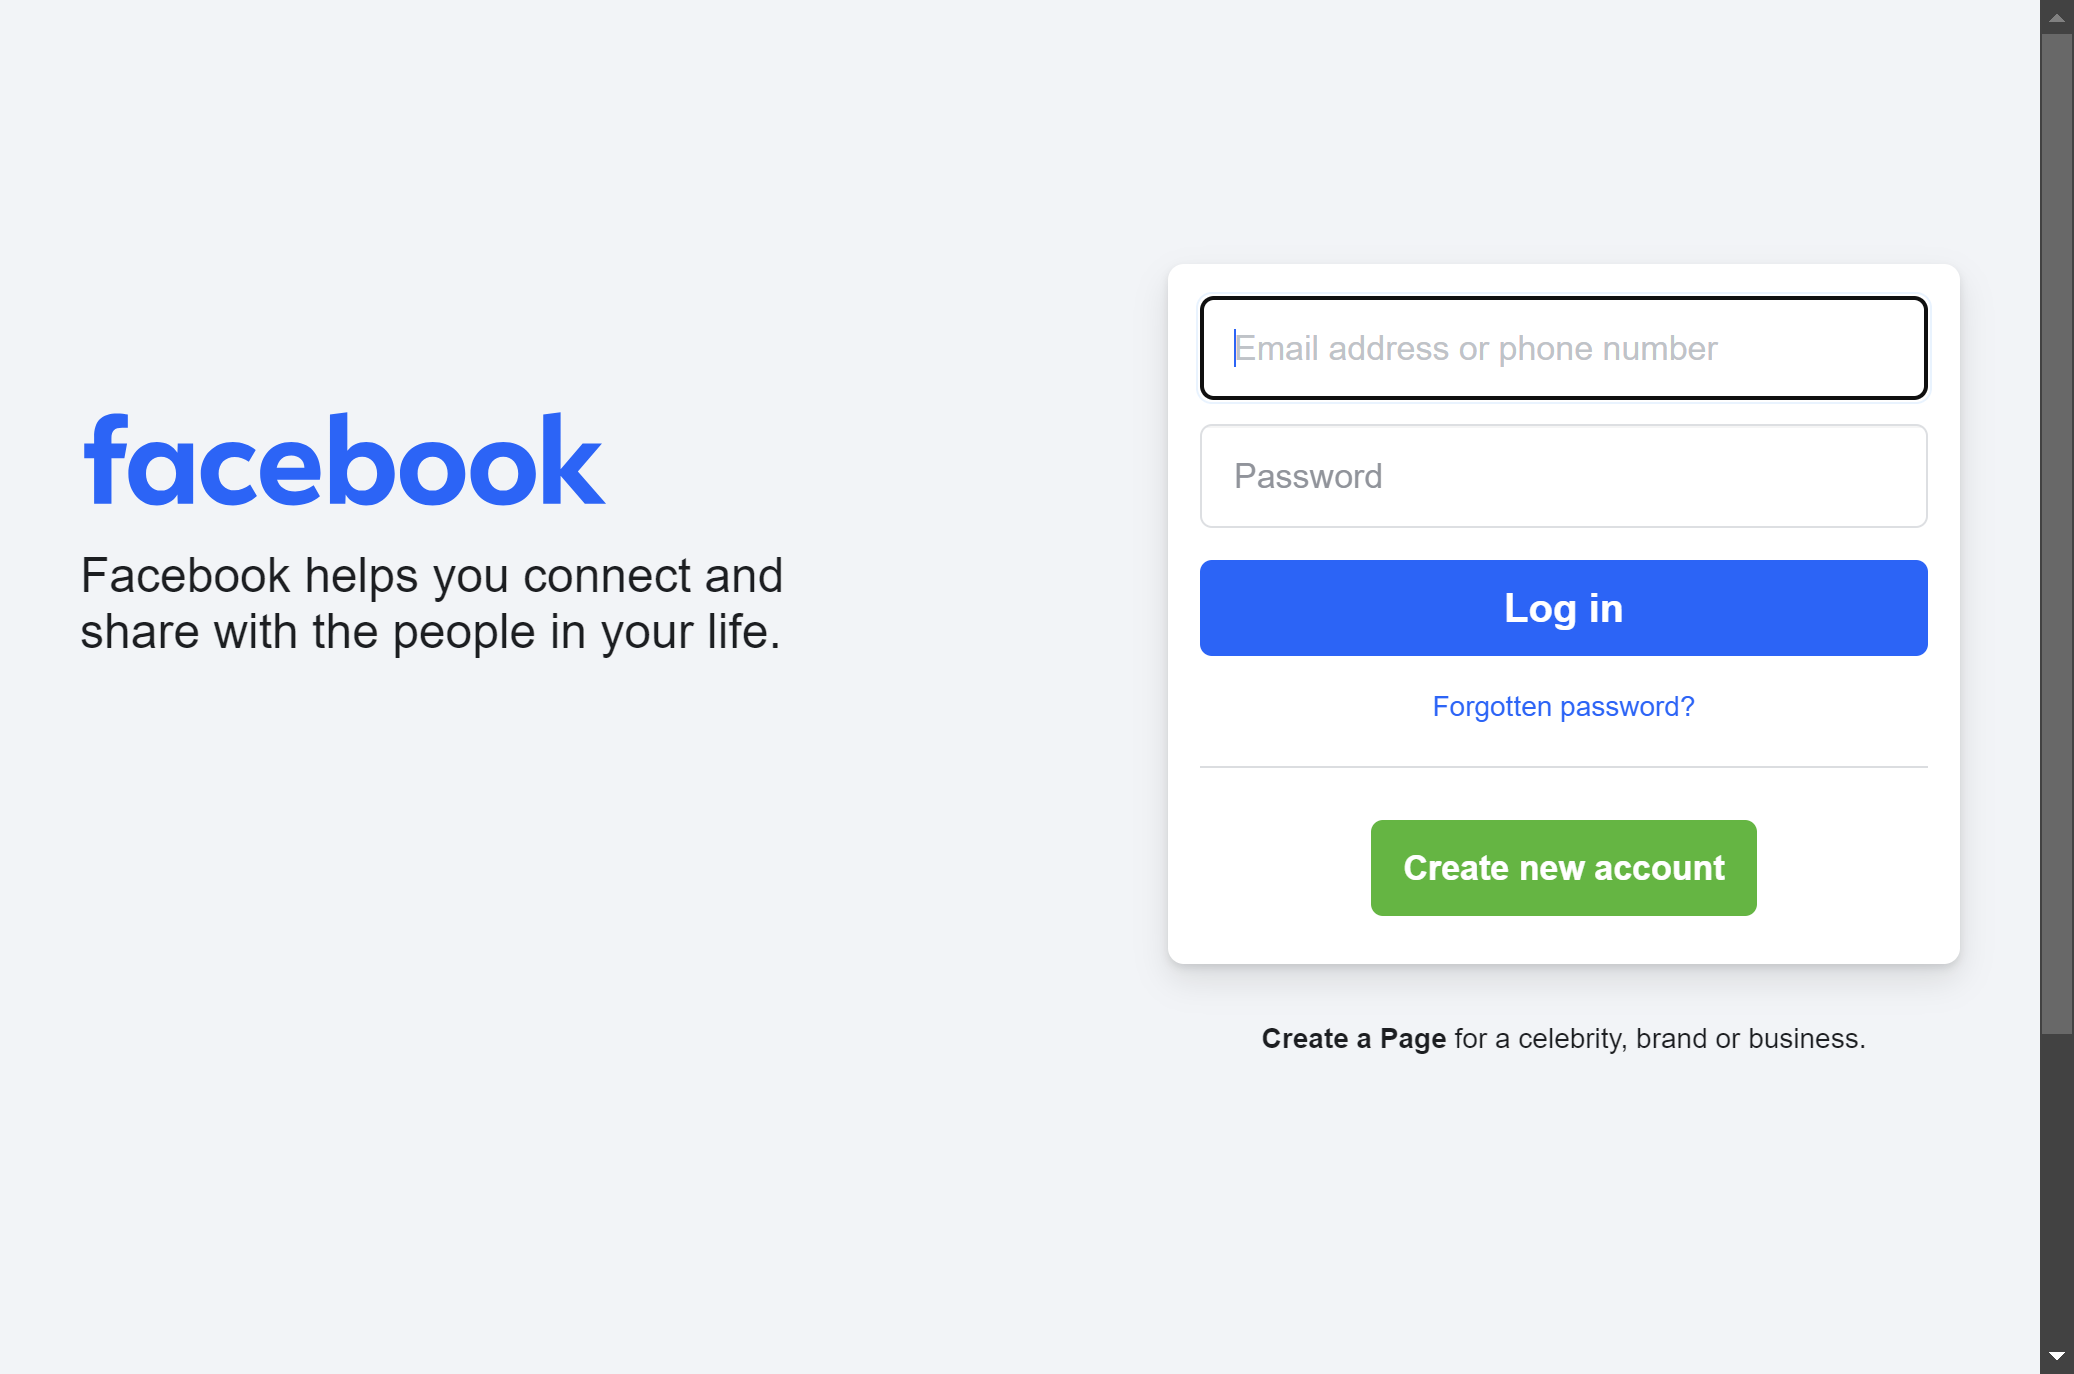 facebook
Facebook helps you connect and
share with the people in your life.
Email address or phone number
Password
Log in
Forgotten password?
Create new account
Create a Page for a celebrity, brand or business.